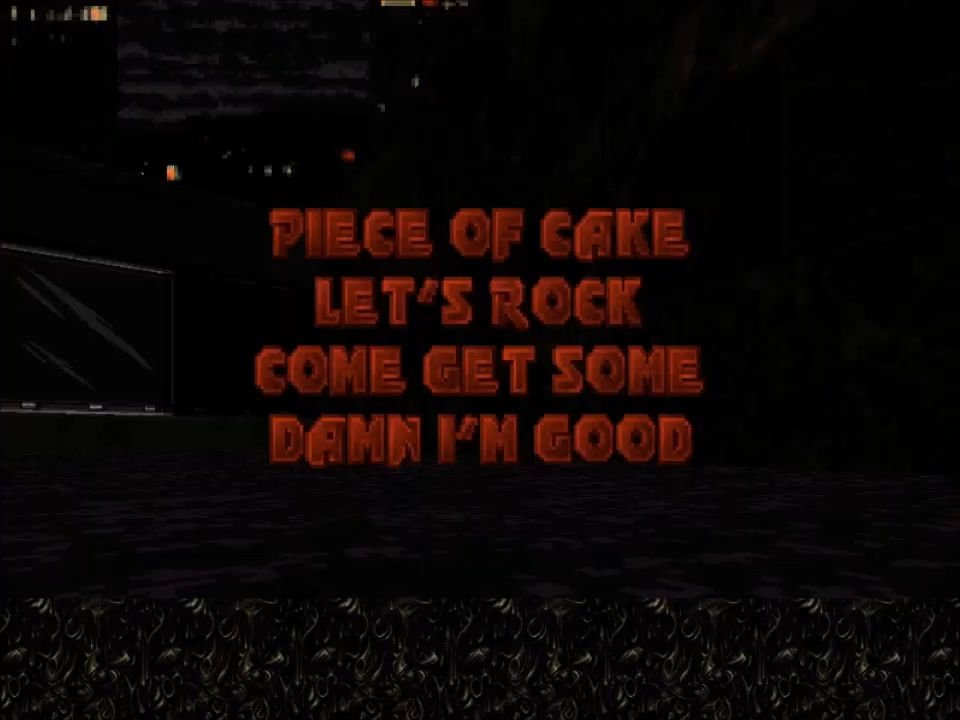 PIECE OF CAKE
LET'S ROCK
COME GET SOME
DAMN I'M GOOD